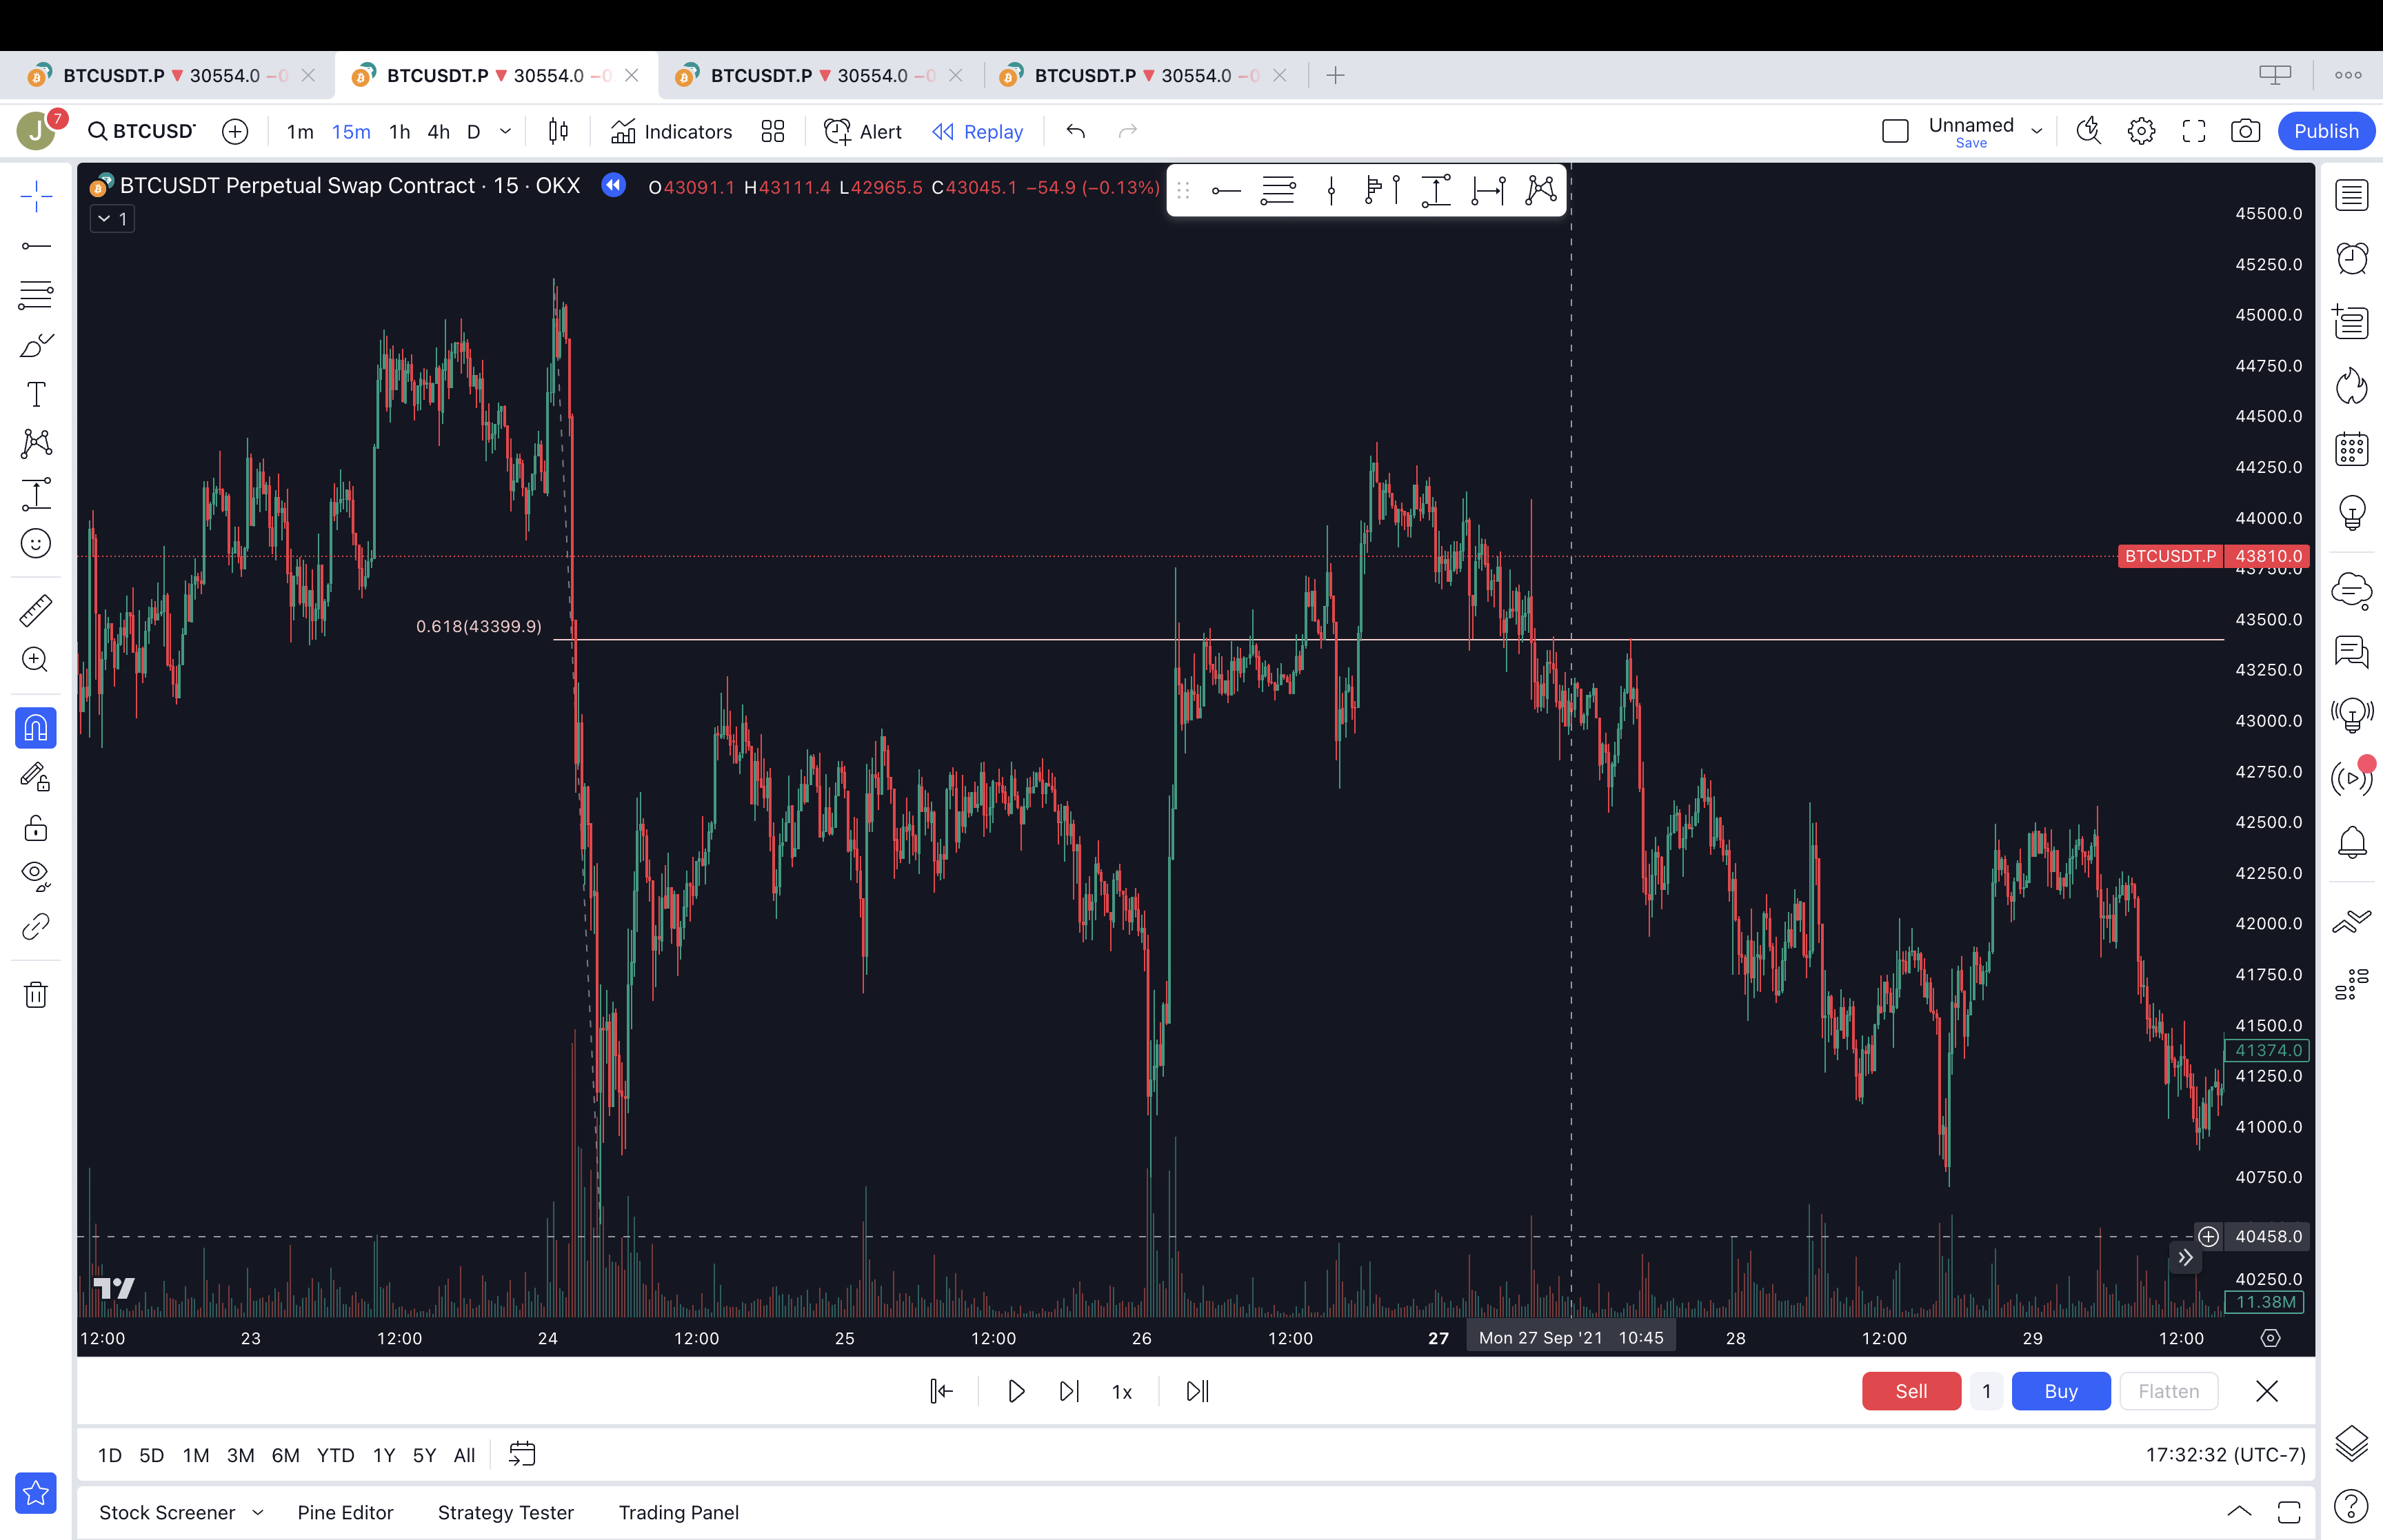 BTCUSDT.P ▼ 30554.0 −0
BTCUSDT.P ▼ 30554.0 −0
BTCUSDT.P ▼ 30554.0 −0
BTCUSDT.P ▼ 30554.0 −0
J 7 BTCUSD 1m 15m 1h 4h D Indicators Alert Replay Unnamed Save Publish
BTCUSDT Perpetual Swap Contract · 15 · OKX O43091.1 H43111.4 L42965.5 C43045.1 −54.9 (−0.13%)
1
45500.0
45250.0
45000.0
44750.0
44500.0
44250.0
44000.0
BTCUSDT.P 43810.0
43750.0
0.618(43399.9)
43500.0
43250.0
43000.0
42750.0
42500.0
42250.0
42000.0
41750.0
41500.0
41374.0
41250.0
41000.0
40750.0
40458.0
40250.0
11.38M
12:00 23 12:00 24 12:00 25 12:00 26 12:00 27 Mon 27 Sep '21 10:45 28 12:00 29 12:00
1x Sell 1 Buy Flatten
1D 5D 1M 3M 6M YTD 1Y 5Y All 17:32:32 (UTC-7)
Stock Screener Pine Editor Strategy Tester Trading Panel